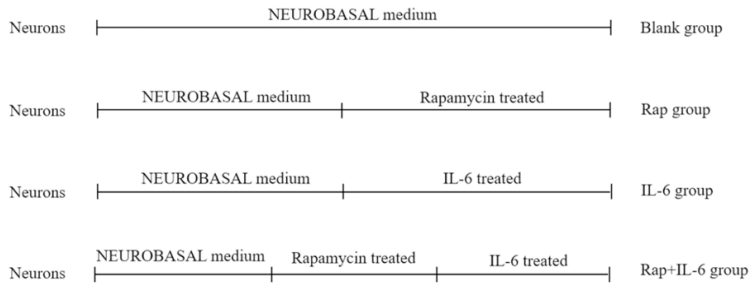 NEUROBASAL medium
Neurons Blank group
NEUROBASAL medium Rapamycin treated
Neurons Rap group
NEUROBASAL medium IL-6 treated
Neurons IL-6 group
NEUROBASAL medium Rapamycin treated IL-6 treated
Neurons Rap+IL-6 group